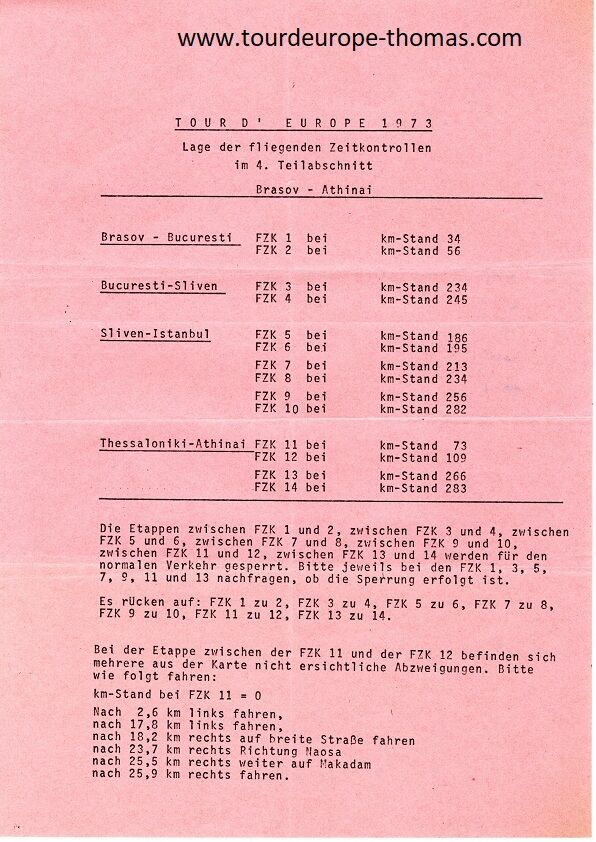 www.tourdeurope-thomas.com
TOUR D' EUROPE 1973
Lage der fliegenden Zeitkontrollen
im 4. Teilabschnitt
Brasov - Athinai
Brasov - Bucuresti FZK 1 bei km-Stand 34
FZK 2 bei km-Stand 56
Bucuresti-Sliven FZK 3 bei km-Stand 234
FZK 4 bei km-Stand 245
Sliven-Istanbul FZK 5 bei km-Stand 186
FZK 6 bei km-Stand 195
FZK 7 bei km-Stand 213
FZK 8 bei km-Stand 234
FZK 9 bei km-Stand 256
FZK 10 bei km-Stand 282
Thessaloniki-Athinai FZK 11 bei km-Stand 73
FZK 12 bei km-Stand 109
FZK 13 bei km-Stand 266
FZK 14 bei km-Stand 283
Die Etappen zwischen FZK 1 und 2, zwischen FZK 3 und 4, zwischen
FZK 5 und 6, zwischen FZK 7 und 8, zwischen FZK 9 und 10,
zwischen FZK 11 und 12, zwischen FZK 13 und 14 werden für den
normalen Verkehr gesperrt. Bitte jeweils bei den FZK 1, 3, 5,
7, 9, 11 und 13 nachfragen, ob die Sperrung erfolgt ist.
Es rücken auf: FZK 1 zu 2, FZK 3 zu 4, FZK 5 zu 6, FZK 7 zu 8,
FZK 9 zu 10, FZK 11 zu 12, FZK 13 zu 14.
Bei der Etappe zwischen der FZK 11 und der FZK 12 befinden sich
mehrere aus der Karte nicht ersichtliche Abzweigungen. Bitte
wie folgt fahren:
km-Stand bei FZK 11 = 0
Nach 2,6 km links fahren,
nach 17,8 km links fahren,
nach 18,2 km rechts auf breite Straße fahren
nach 23,7 km rechts Richtung Naosa
nach 25,5 km rechts weiter auf Makadam
nach 25,9 km rechts fahren.